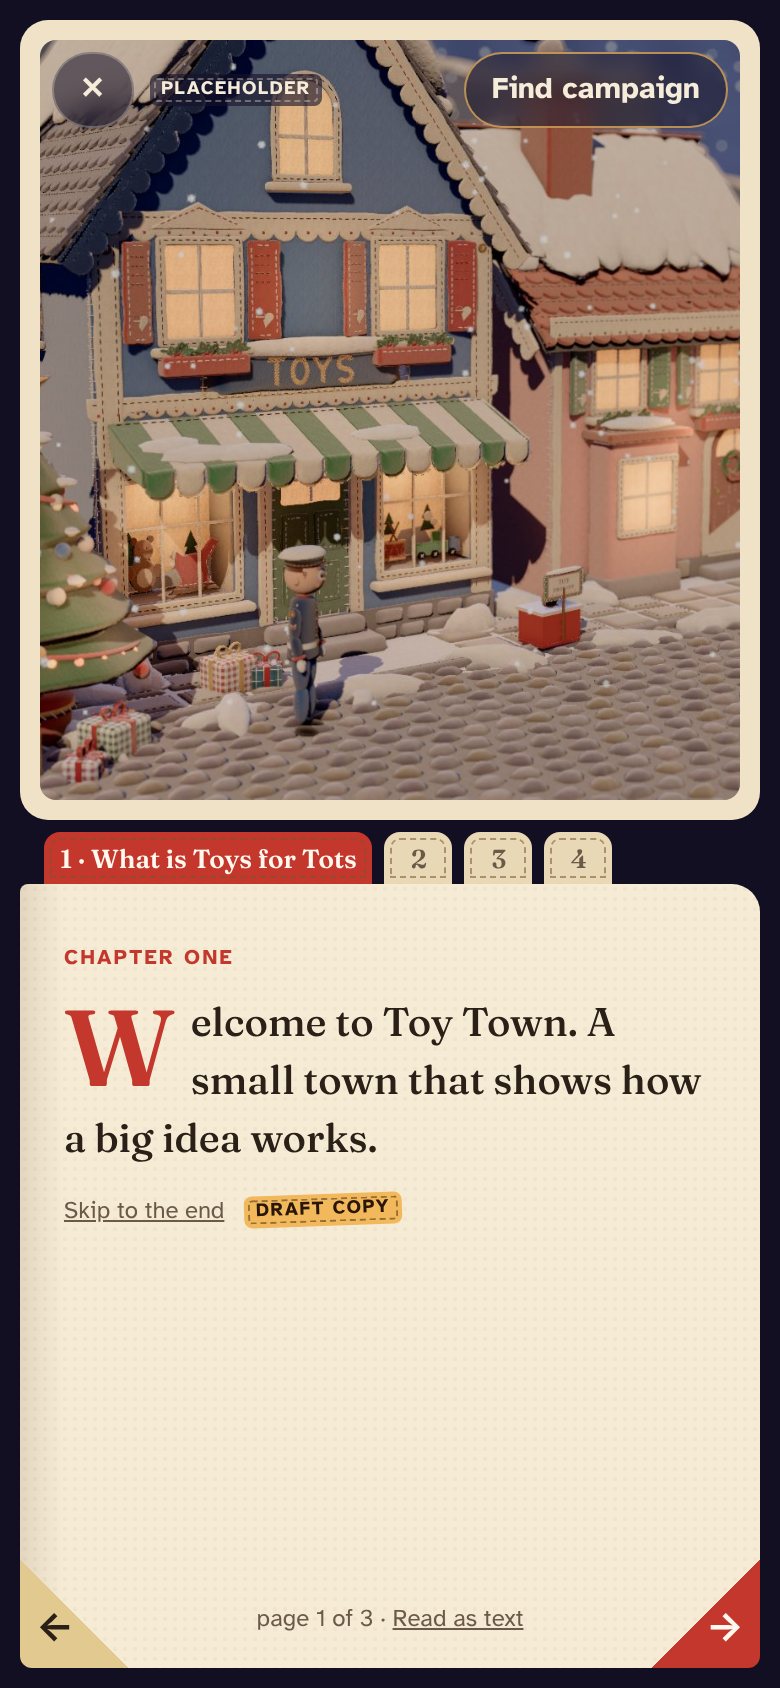 ✕
PLACEHOLDER
Find campaign
TOYS
1 · What is Toys for Tots
2
3
4
CHAPTER ONE
Welcome to Toy Town. A
small town that shows how
a big idea works.
Skip to the end
DRAFT COPY
←
page 1 of 3 · Read as text
→